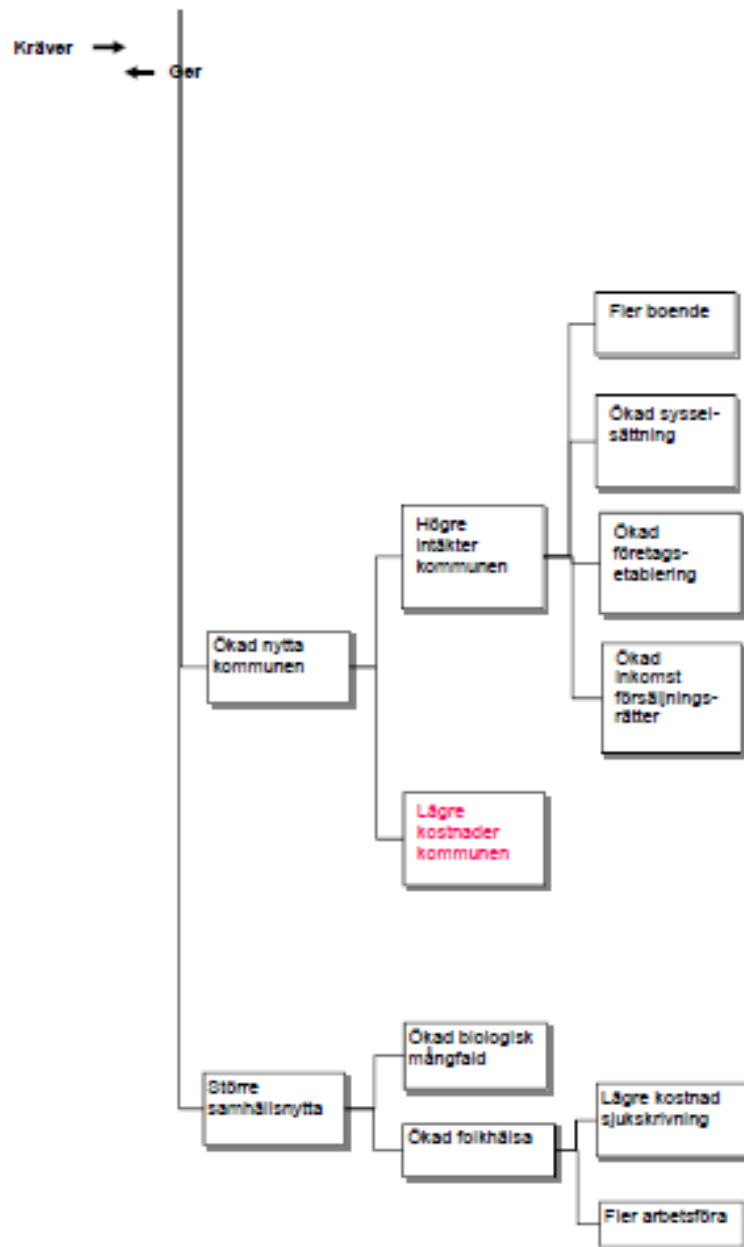 Kräver
Ger
Fler boende
Ökad syssel-
sättning
Högre
intäkter
kommunen
Ökad
företags-
etablering
Ökad nytta
kommunen
Ökad
inkomst
försäljnings-
rätter
Lägre
kostnader
kommunen
Ökad biologisk
mångfald
Större
samhällsnytta
Lägre kostnad
sjukskrivning
Ökad folkhälsa
Fler arbetsföra